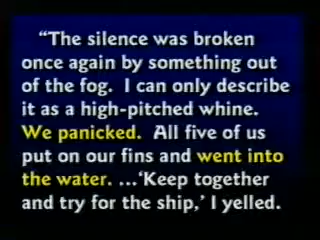 “The silence was broken
once again by something out
of the fog.  I can only describe
it as a high-pitched whine.
We panicked.  All five of us
put on our fins and went into
the water. ...‘Keep together
and try for the ship,’ I yelled.